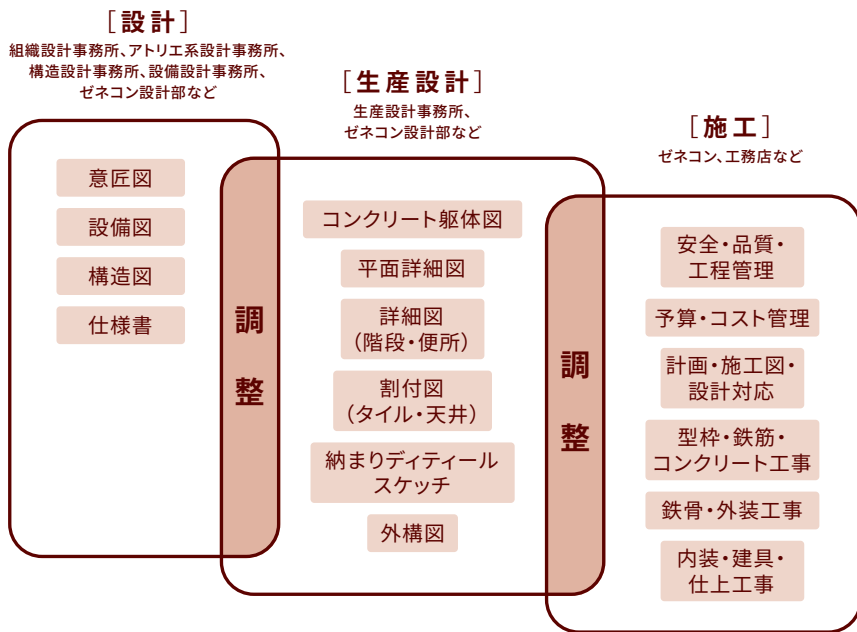 ［設計］
組織設計事務所、アトリエ系設計事務所、
構造設計事務所、設備設計事務所、
ゼネコン設計部など
意匠図
設備図
構造図
仕様書
調
整
［生産設計］
生産設計事務所、
ゼネコン設計部など
コンクリート躯体図
平面詳細図
詳細図
（階段・便所）
割付図
（タイル・天井）
納まりディティール
スケッチ
外構図
調
整
［施工］
ゼネコン、工務店など
安全・品質・
工程管理
予算・コスト管理
計画・施工図・
設計対応
型枠・鉄筋・
コンクリート工事
鉄骨・外装工事
内装・建具・
仕上工事